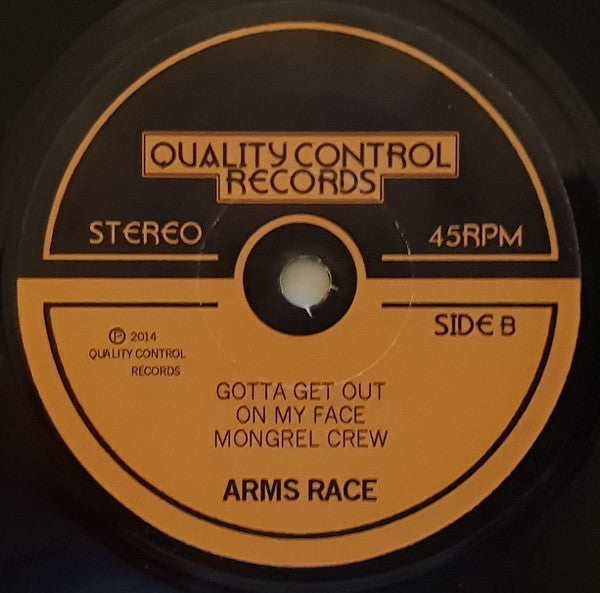 QUALITY CONTROL
RECORDS
STEREO
45RPM
SIDE B
℗ 2014
QUALITY CONTROL
RECORDS
GOTTA GET OUT
ON MY FACE
MONGREL CREW
ARMS RACE